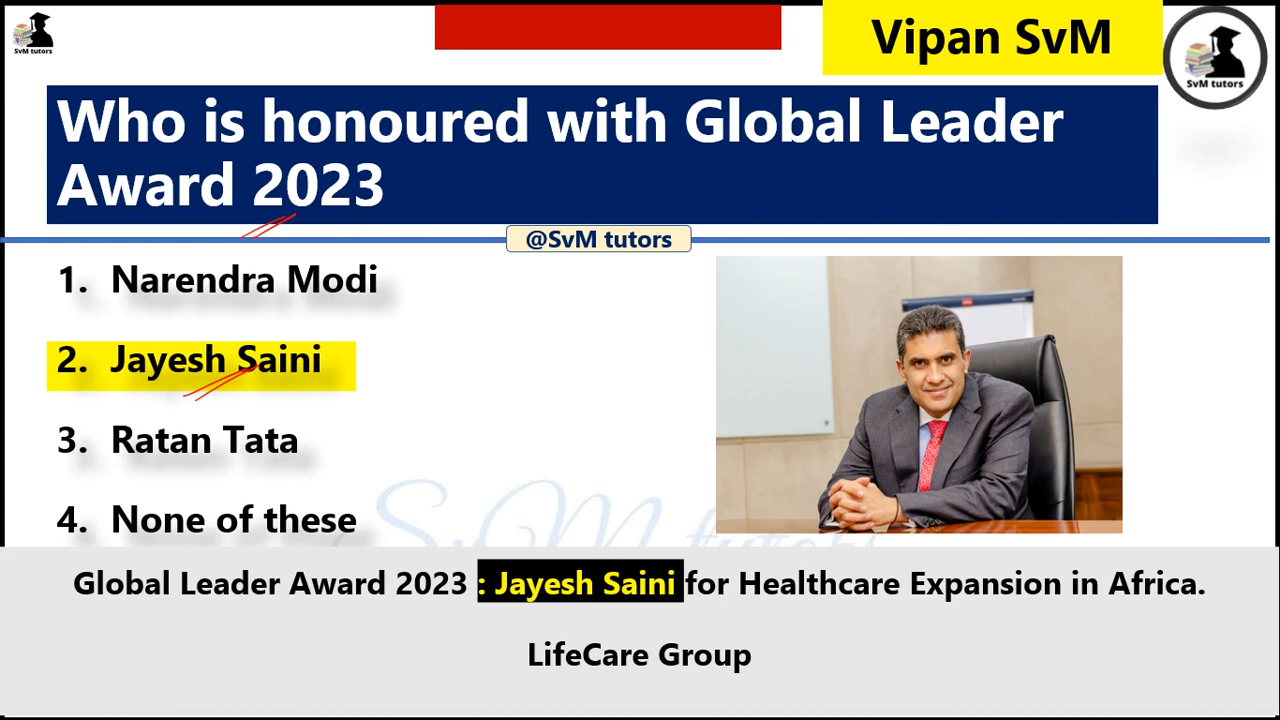 SvM tutors
Vipan SvM
SvM tutors
Who is honoured with Global Leader
Award 2023
@SvM tutors
1. Narendra Modi
2. Jayesh Saini
3. Ratan Tata
4. None of these
SvM tutors
Global Leader Award 2023 : Jayesh Saini for Healthcare Expansion in Africa.
LifeCare Group